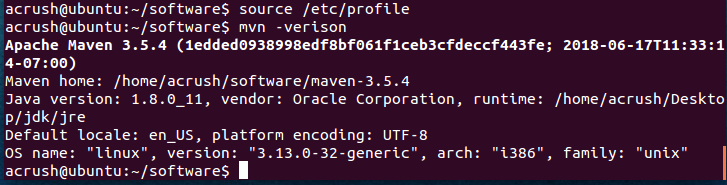 acrush@ubuntu:~/software$ source /etc/profile
acrush@ubuntu:~/software$ mvn -verison
Apache Maven 3.5.4 (1edded0938998edf8bf061f1ceb3cfdeccf443fe; 2018-06-17T11:33:1
4-07:00)
Maven home: /home/acrush/software/maven-3.5.4
Java version: 1.8.0_11, vendor: Oracle Corporation, runtime: /home/acrush/Deskto
p/jdk/jre
Default locale: en_US, platform encoding: UTF-8
OS name: "linux", version: "3.13.0-32-generic", arch: "i386", family: "unix"
acrush@ubuntu:~/software$